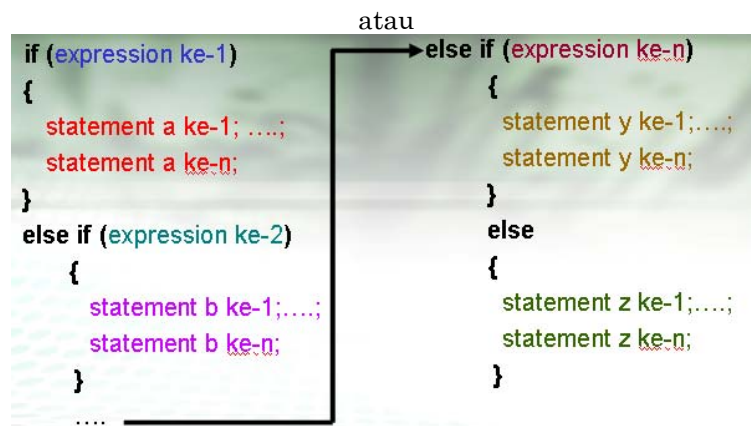 atau
if (expression ke-1)
{
statement a ke-1; ....;
statement a ke-n;
}
else if (expression ke-2)
{
statement b ke-1;....;
statement b ke-n;
}
....
else if (expression ke-n)
{
statement y ke-1;....;
statement y ke-n;
}
else
{
statement z ke-1;....;
statement z ke-n;
}